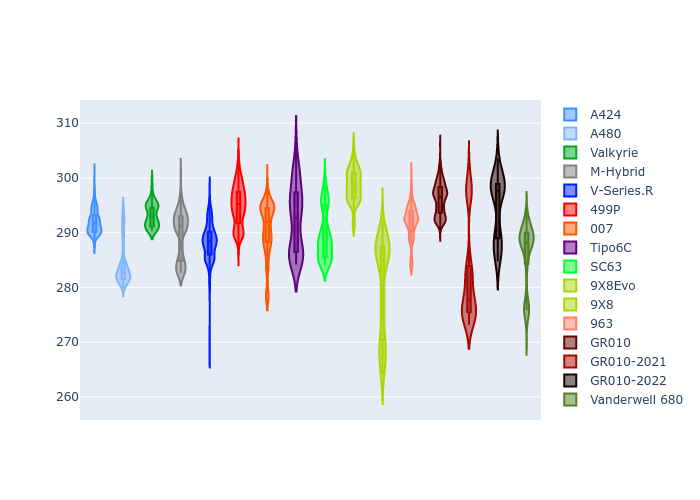 310
300
290
280
270
260
A424
A480
Valkyrie
M-Hybrid
V-Series.R
499P
007
Tipo6C
SC63
9X8Evo
9X8
963
GR010
GR010-2021
GR010-2022
Vanderwell 680